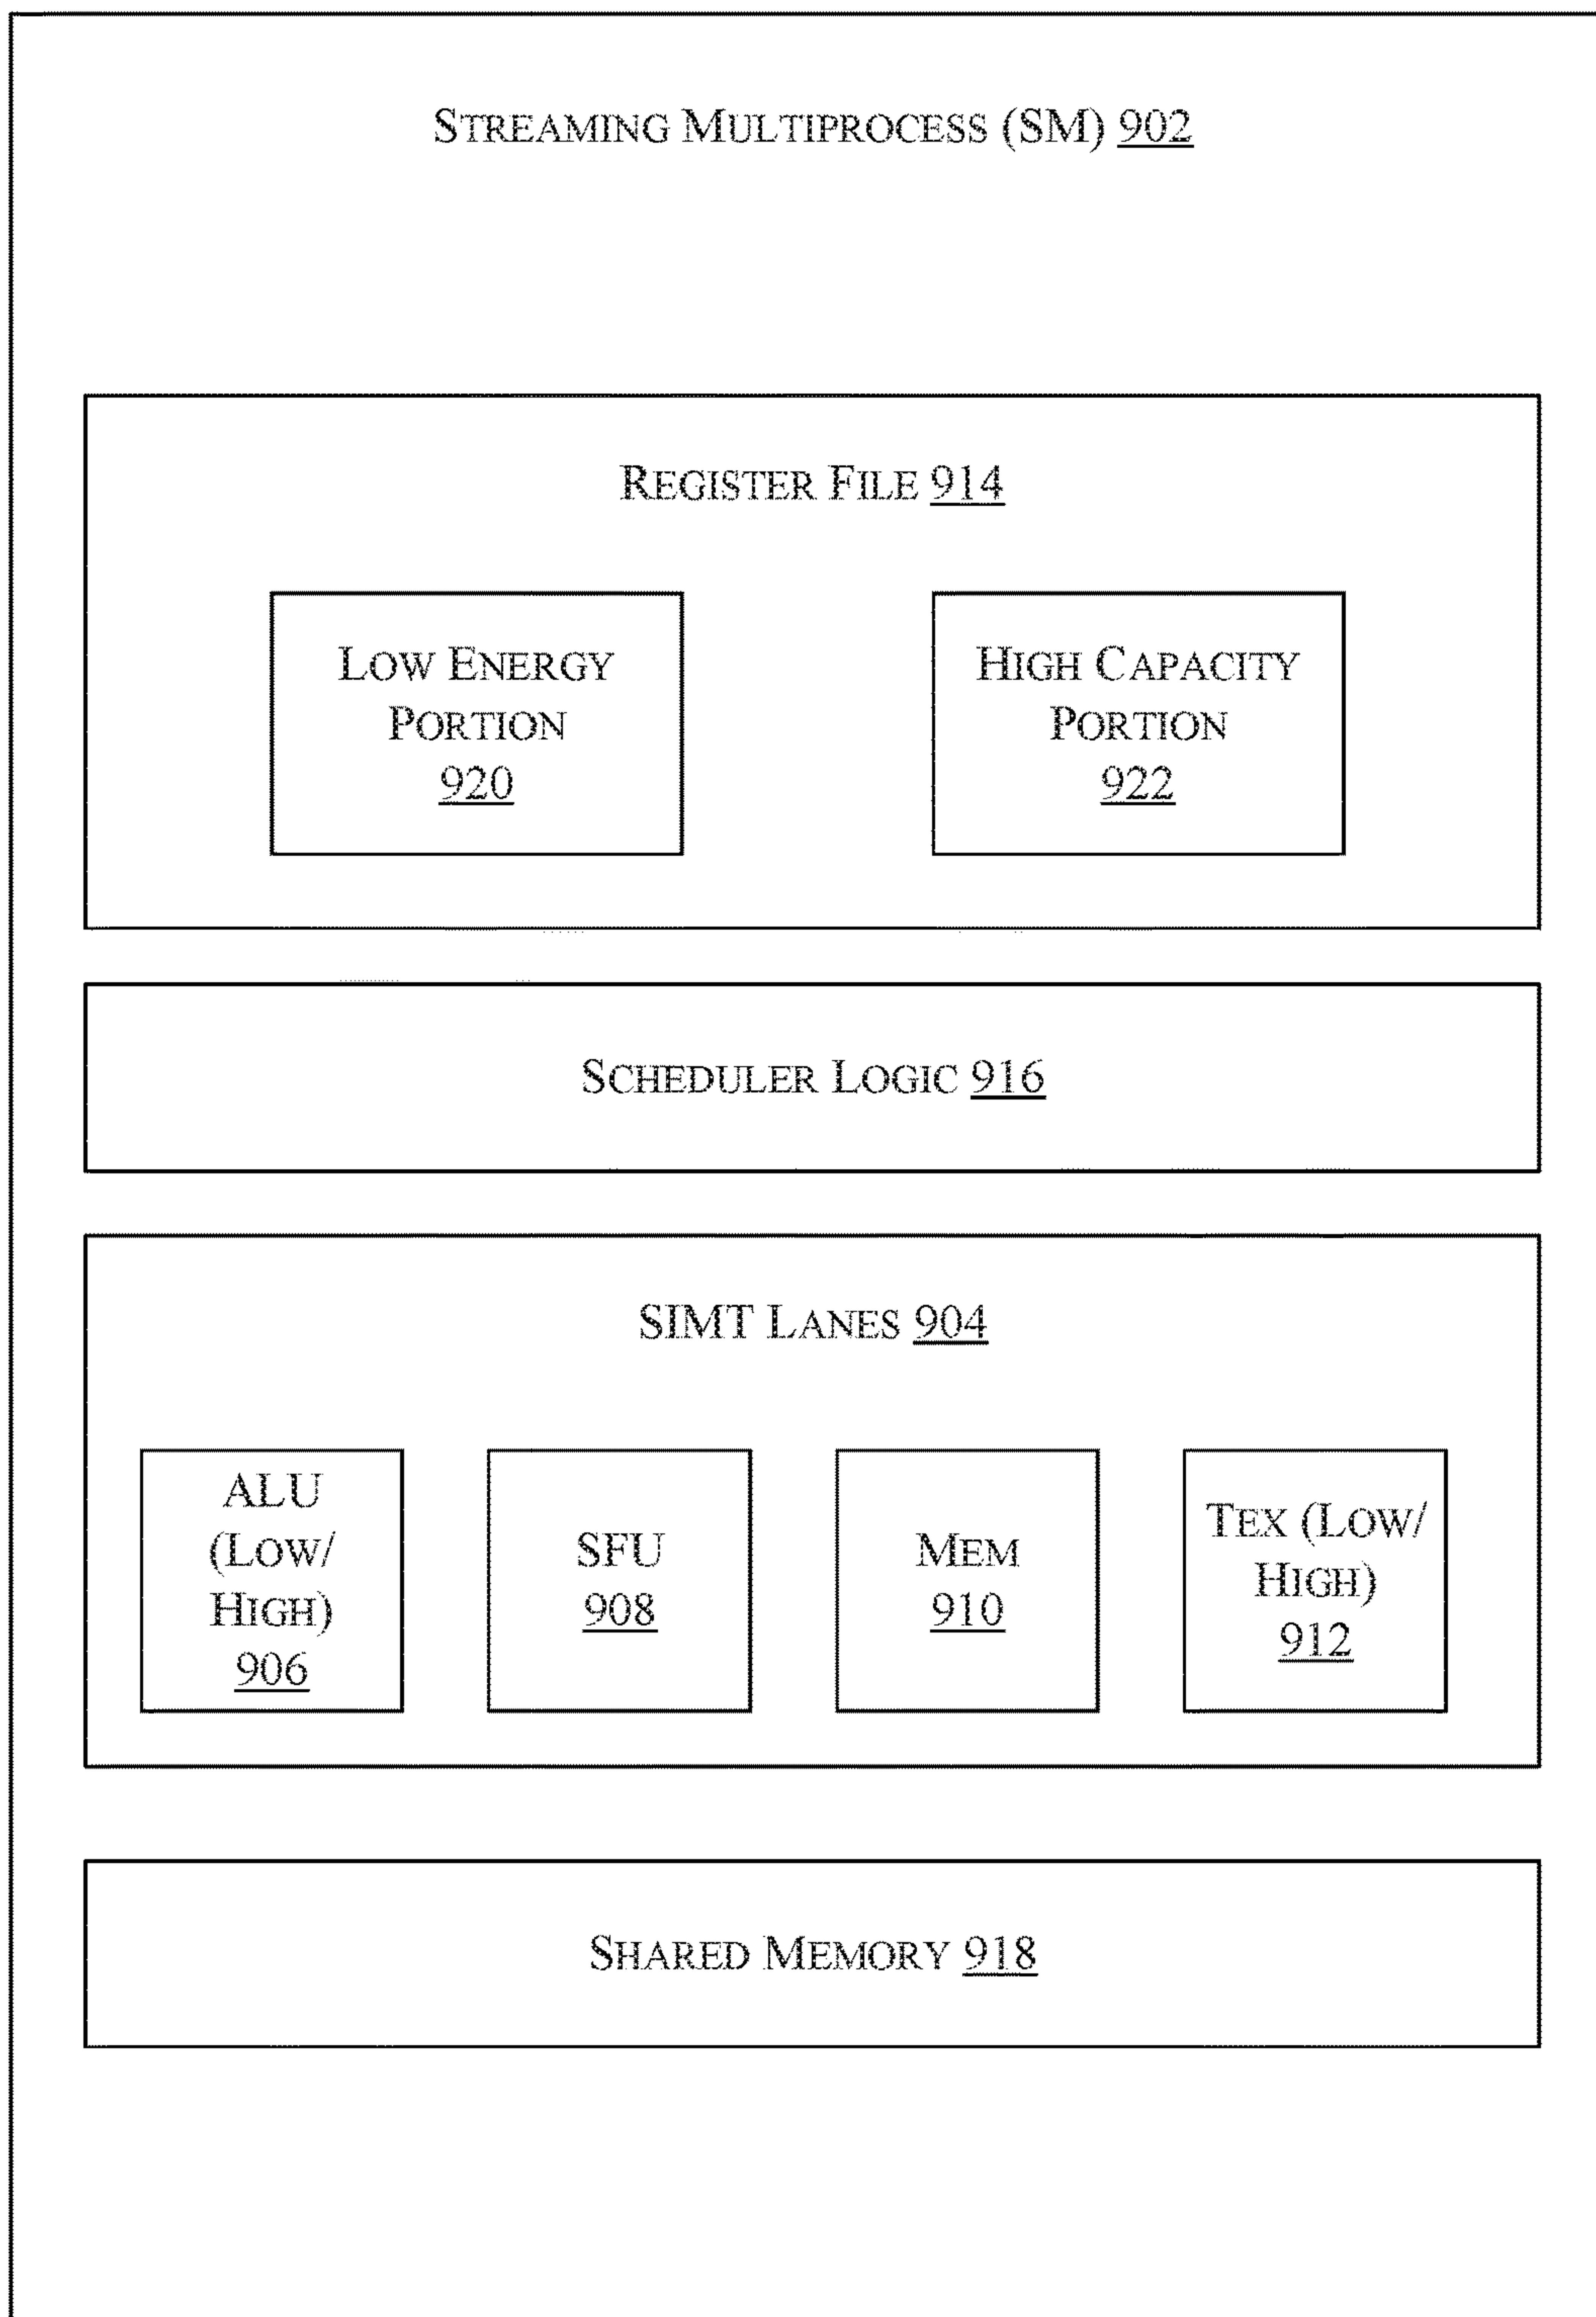 STREAMING MULTIPROCESS (SM) 902
REGISTER FILE 914
LOW ENERGY
PORTION
920
HIGH CAPACITY
PORTION
922
SCHEDULER LOGIC 916
SIMT LANES 904
ALU
(LOW/
HIGH)
906
SFU
908
MEM
910
TEX (LOW/
HIGH)
912
SHARED MEMORY 918